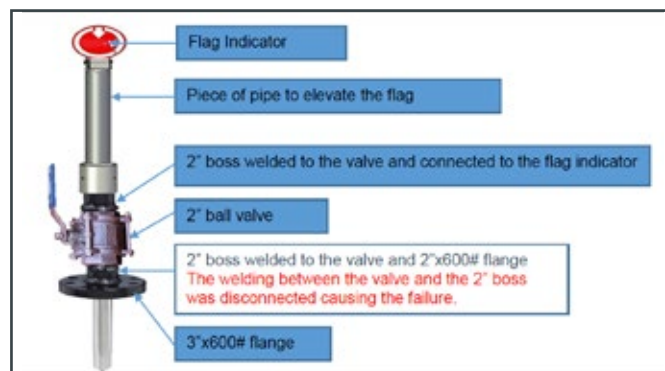 Flag Indicator
Piece of pipe to elevate the flag
2" boss welded to the valve and connected to the flag indicator
2" ball valve
2" boss welded to the valve and 2"x600# flange
The welding between the valve and the 2" boss
was disconnected causing the failure.
3"x600# flange